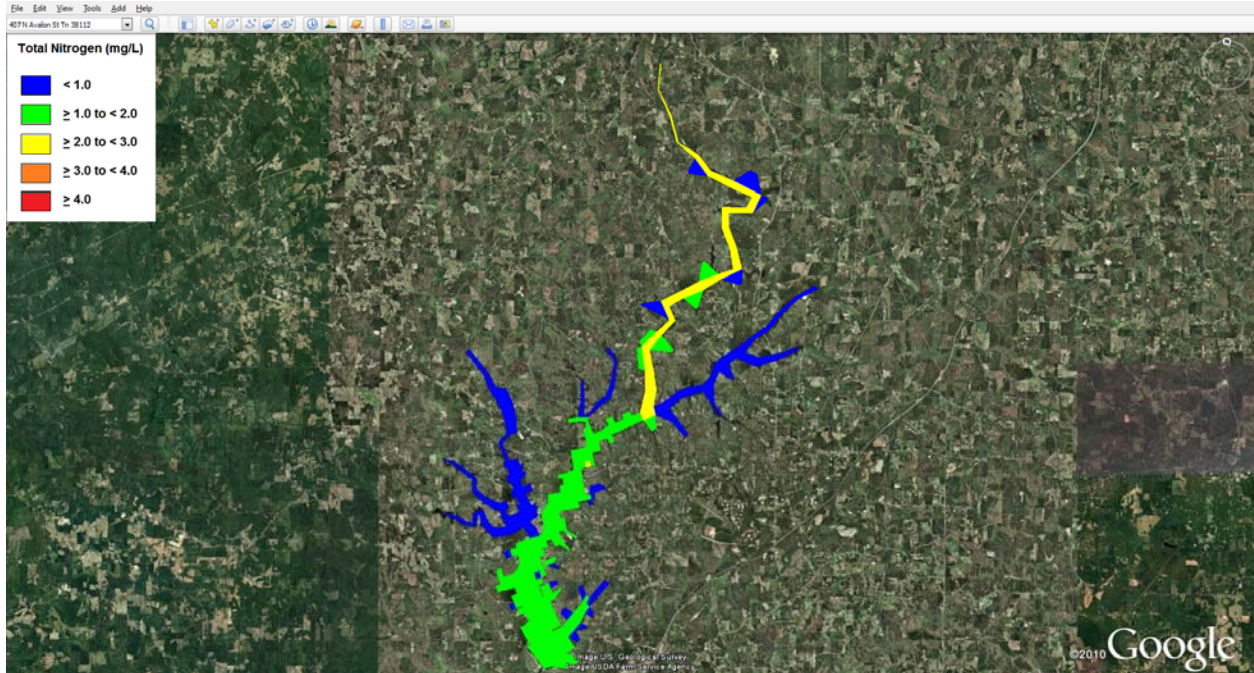 File Edit View Tools Add Help
407 N Avalon St Tn 38112
Total Nitrogen (mg/L)
< 1.0
≥ 1.0 to < 2.0
≥ 2.0 to < 3.0
≥ 3.0 to < 4.0
≥ 4.0
N
Image U.S. Geological Survey
Image USDA Farm Service Agency
©2010 Google